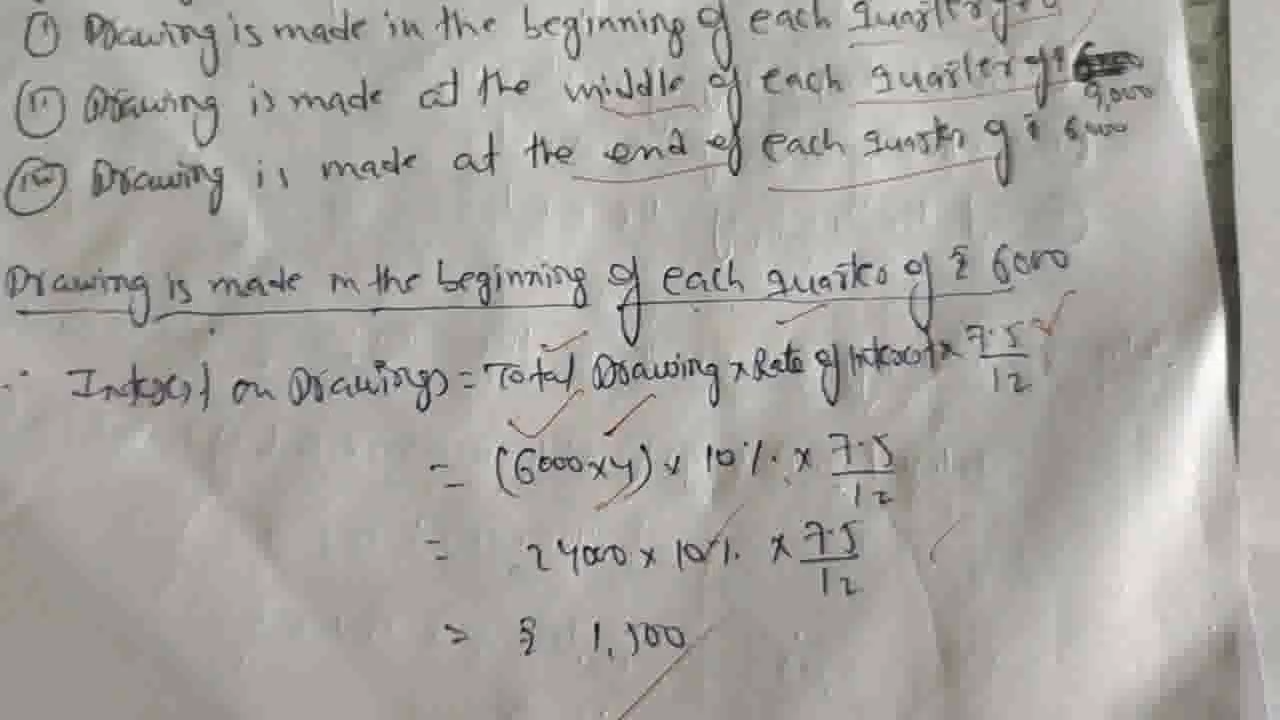 (i) Drawing is made in the beginning of each quarter of ₹
(ii) Drawing is made at the middle of each quarter of ₹ 9,000
(iii) Drawing is made at the end of each quarter of ₹ 6,000
Drawing is made in the beginning of each quarter of ₹ 6000
∴ Interest on Drawings = Total Drawing x Rate of Interest x 7.5/12
= (6000x4) x 10%. x 7.5/12
= 24000 x 10%. x 7.5/12
= ₹ 1,500